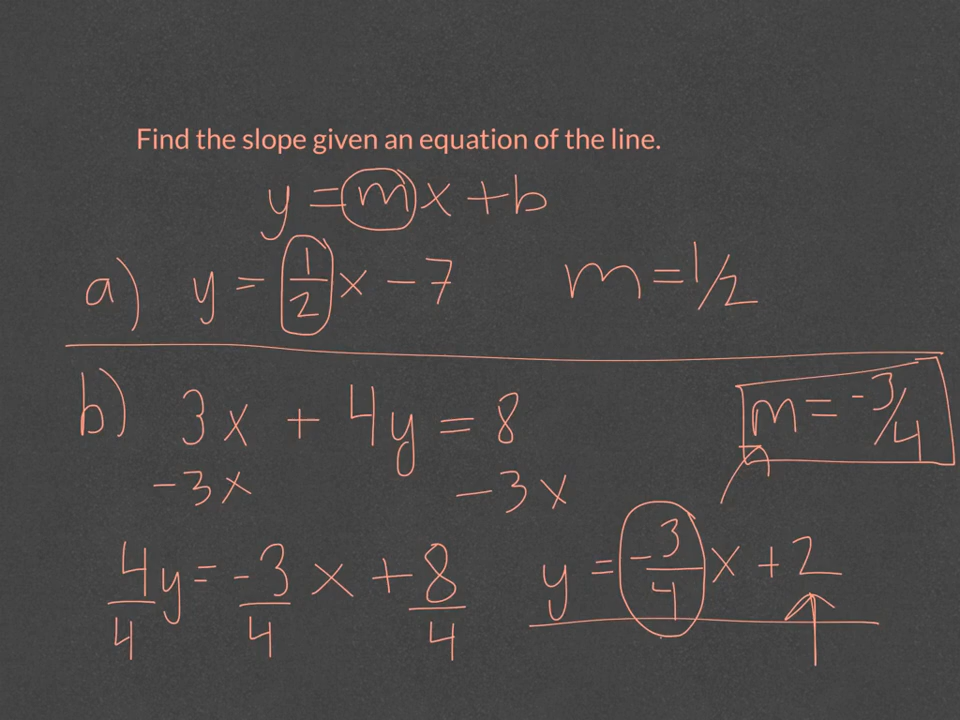 Find the slope given an equation of the line.
y = mx + b
a) y = 1/2 x - 7 m = 1/2
b) 3x + 4y = 8 m = -3/4
-3x -3x
4y/4 = -3/4 x + 8/4 y = -3/4 x + 2